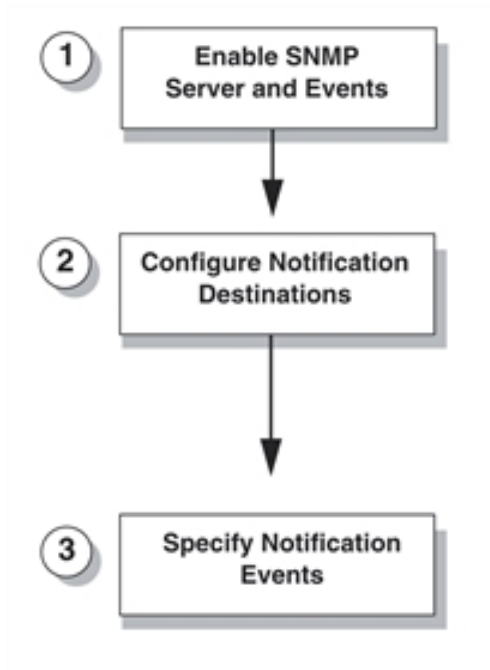 1
Enable SNMP
Server and Events
2
Configure Notification
Destinations
3
Specify Notification
Events